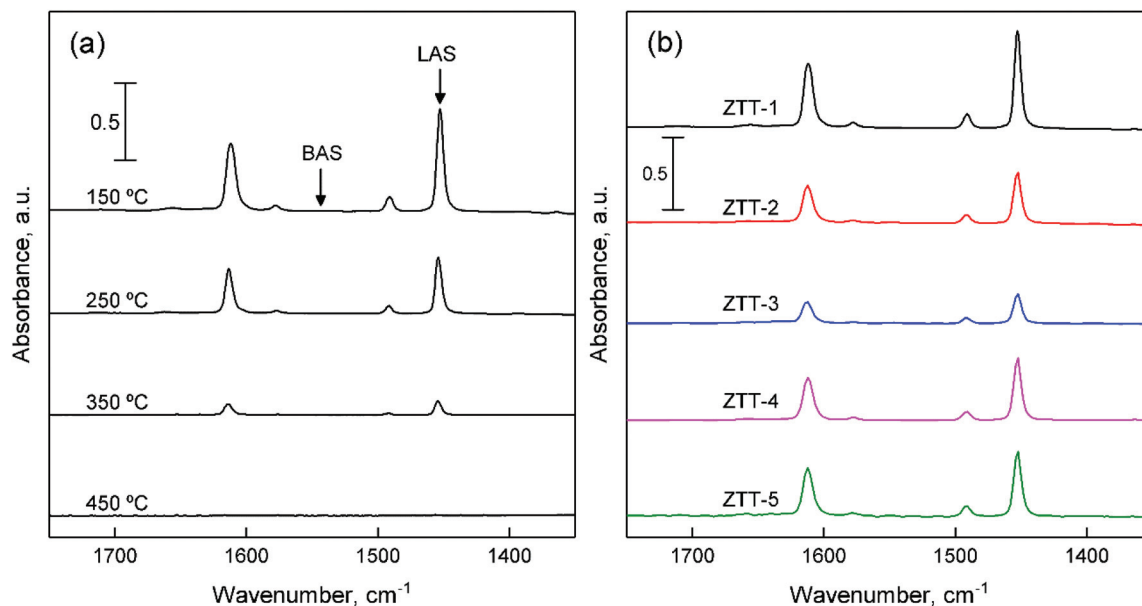 (a)
LAS
0.5
BAS
150 ºC
250 ºC
350 ºC
450 ºC
1700
1600
1500
1400
Wavenumber, cm⁻¹
Absorbance, a.u.
(b)
ZTT-1
0.5
ZTT-2
ZTT-3
ZTT-4
ZTT-5
1700
1600
1500
1400
Wavenumber, cm⁻¹
Absorbance, a.u.